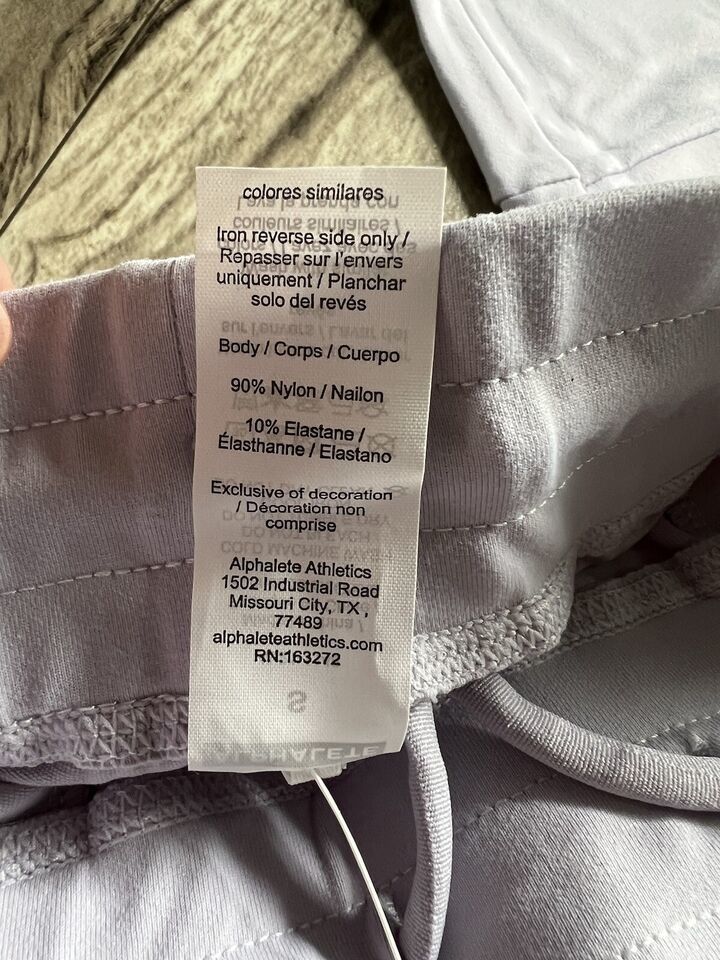 colores similares
Iron reverse side only /
Repasser sur l'envers
uniquement / Planchar
solo del revés
Body / Corps / Cuerpo
90% Nylon / Nailon
10% Elastane /
Élasthanne / Elastano
Exclusive of decoration
/ Décoration non
comprise
Alphalete Athletics
1502 Industrial Road
Missouri City, TX ,
77489
alphaleteathletics.com
RN:163272
S
ALPHALETE